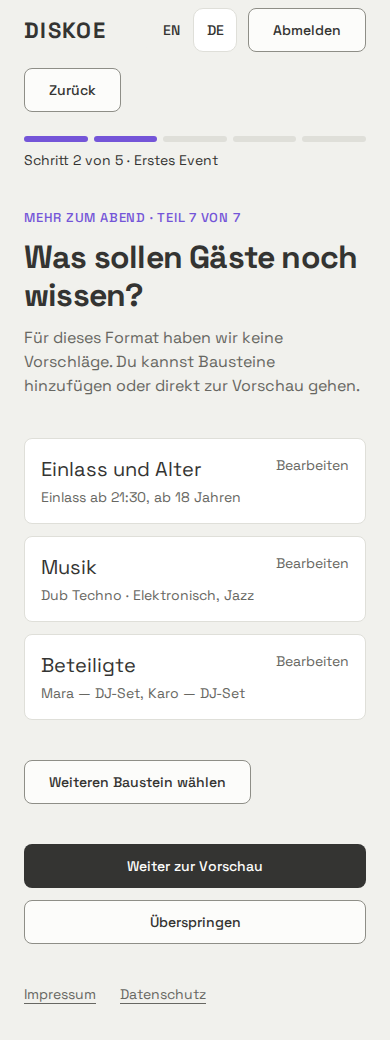 DISKOE
EN
DE
Abmelden
Zurück
Schritt 2 von 5 · Erstes Event
MEHR ZUM ABEND · TEIL 7 VON 7
Was sollen Gäste noch
wissen?
Für dieses Format haben wir keine
Vorschläge. Du kannst Bausteine
hinzufügen oder direkt zur Vorschau gehen.
Einlass und Alter
Bearbeiten
Einlass ab 21:30, ab 18 Jahren
Musik
Bearbeiten
Dub Techno · Elektronisch, Jazz
Beteiligte
Bearbeiten
Mara — DJ-Set, Karo — DJ-Set
Weiteren Baustein wählen
Weiter zur Vorschau
Überspringen
Impressum
Datenschutz